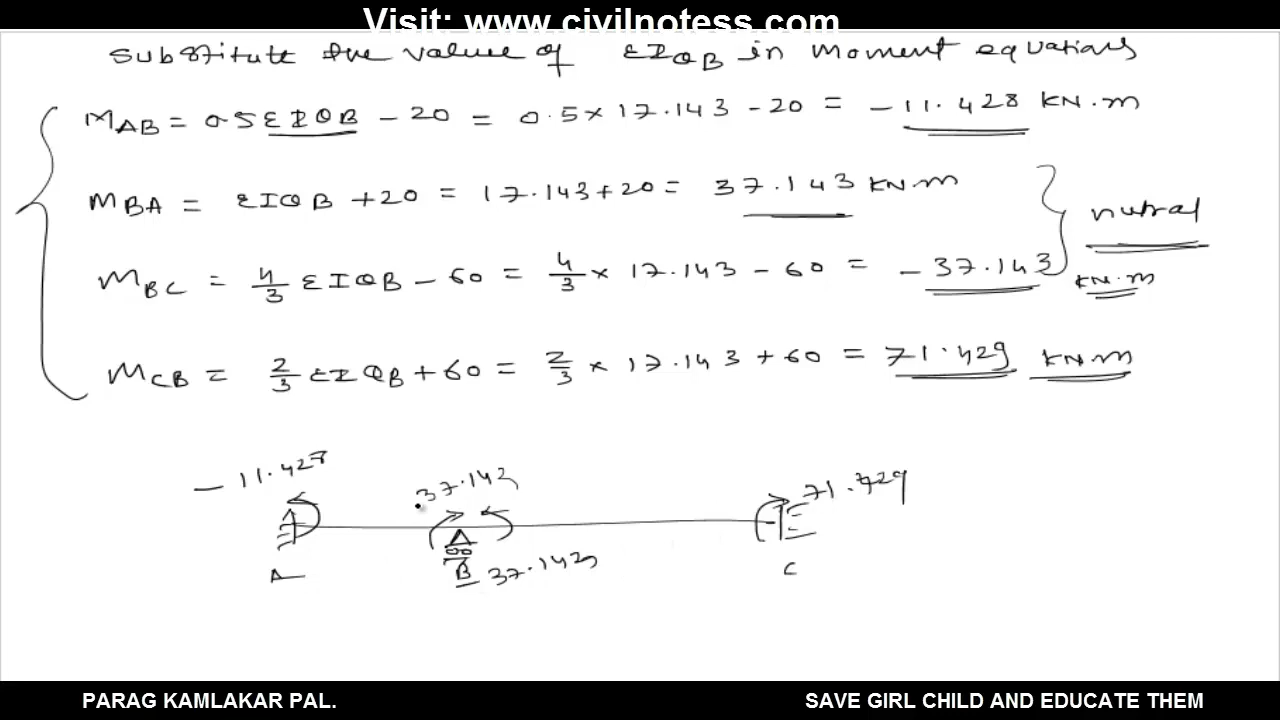 Visit: www.civilnotess.com
Substitute the value of EIθB in moment equations
MAB = 0.5EIθB - 20 = 0.5 × 17.143 - 20 = -11.428 KN.m
MBA = EIθB + 20 = 17.143 + 20 = 37.143 KN.m
MBC = 4/3 EIθB - 60 = 4/3 × 17.143 - 60 = - 37.143 KN.m
nutral
MCB = 2/3 EIθB + 60 = 2/3 × 17.143 + 60 = 71.429 KN.m
- 11.428 37.143 71.429
A B 37.143 C
PARAG KAMLAKAR PAL. SAVE GIRL CHILD AND EDUCATE THEM